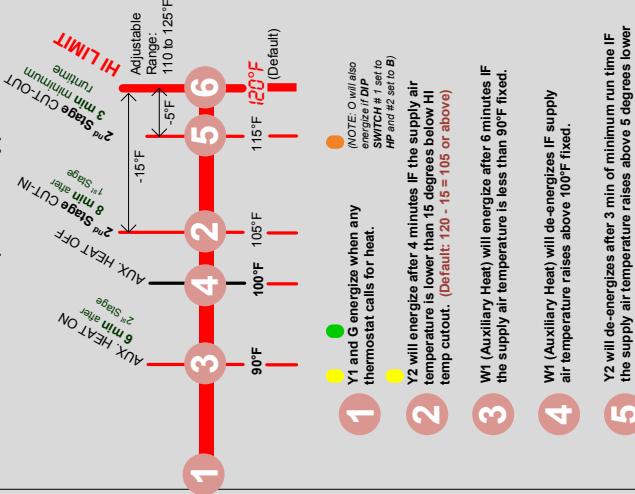 HI LIMIT
Adjustable
Range:
110 to 125°F
2nd Stage CUT-OUT
3 min minimum
runtime
-5°F
-15°F
2nd Stage CUT-IN
8 min after
1st Stage
AUX. HEAT OFF
AUX. HEAT ON
6 min after
2st Stage
1
3
4
2
5
6
90°F
100°F
105°F
115°F
120°F
(Default)
1
Y1 and G energize when any
thermostat calls for heat.
(NOTE: O will also
energize if DIP
SWITCH # 1 set to
HP and #2 set to B)
2
Y2 will energize after 4 minutes IF the supply air
temperature is lower than 15 degrees below HI
temp cutout. (Default: 120 - 15 = 105 or above)
3
W1 (Auxiliary Heat) will energize after 6 minutes IF
the supply air temperature is less than 90°F fixed.
4
W1 (Auxiliary Heat) will de-energizes IF supply
air temperature raises above 100°F fixed.
5
Y2 will de-energizes after 3 min of minimum run time IF
the supply air temperature raises above 5 degrees lower